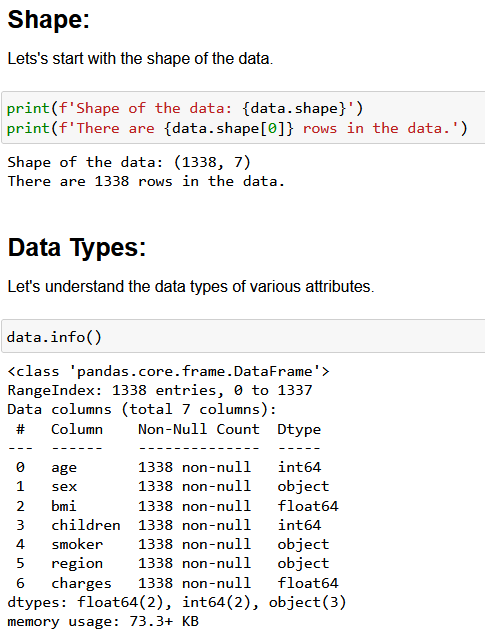 Shape:
Lets's start with the shape of the data.
print(f'Shape of the data: {data.shape}')
print(f'There are {data.shape[0]} rows in the data.')
Shape of the data: (1338, 7)
There are 1338 rows in the data.
Data Types:
Let's understand the data types of various attributes.
data.info()
<class 'pandas.core.frame.DataFrame'>
RangeIndex: 1338 entries, 0 to 1337
Data columns (total 7 columns):
 #   Column    Non-Null Count  Dtype
---  ------    --------------  -----
 0   age       1338 non-null   int64
 1   sex       1338 non-null   object
 2   bmi       1338 non-null   float64
 3   children  1338 non-null   int64
 4   smoker    1338 non-null   object
 5   region    1338 non-null   object
 6   charges   1338 non-null   float64
dtypes: float64(2), int64(2), object(3)
memory usage: 73.3+ KB